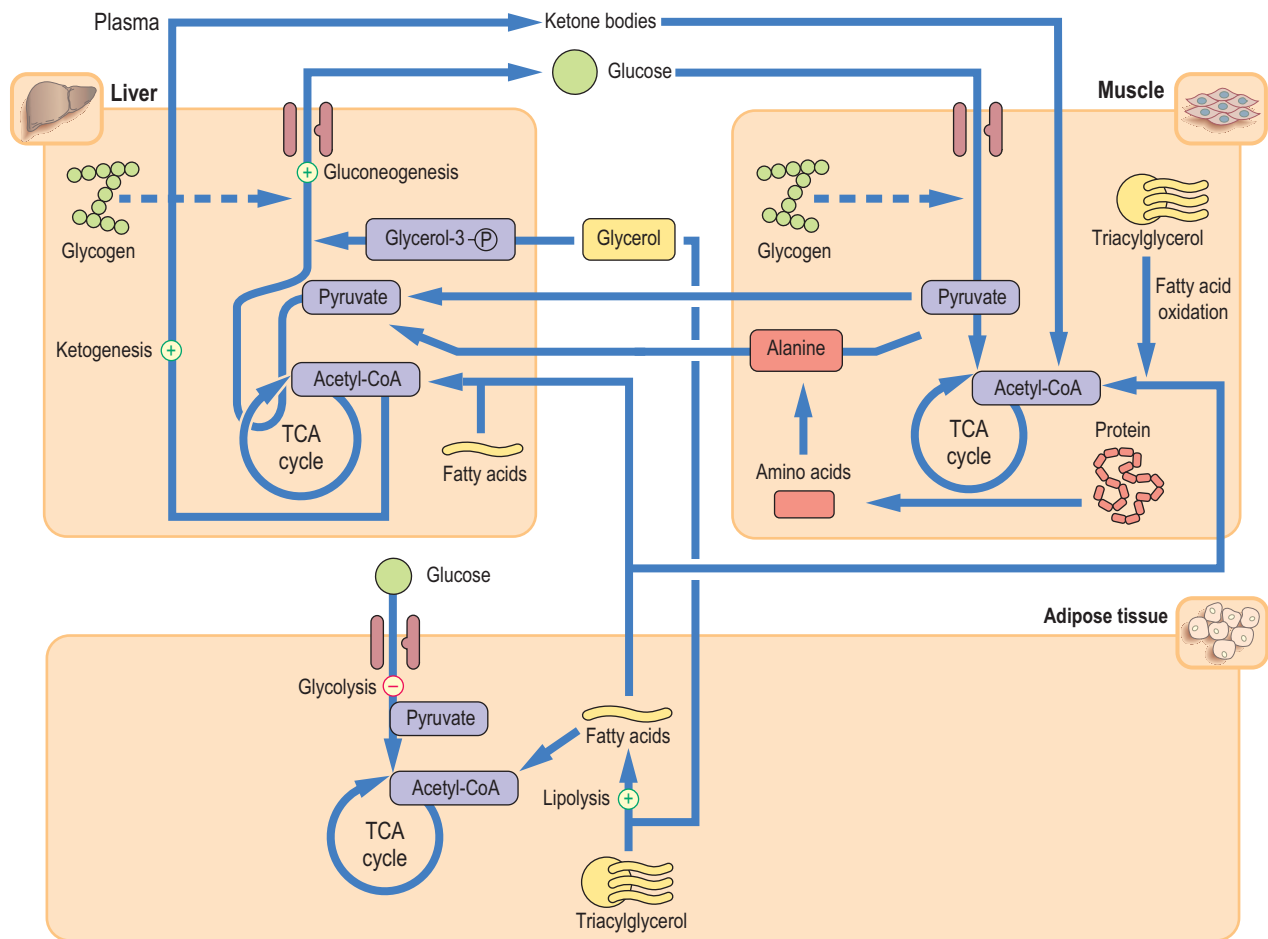 Plasma
Ketone bodies
Glucose
Liver
Muscle
Gluconeogenesis
Glycogen
Glycerol-3 P
Glycerol
Glycogen
Triacylglycerol
Pyruvate
Pyruvate
Fatty acid
oxidation
Ketogenesis
Alanine
Acetyl-CoA
Acetyl-CoA
TCA
cycle
Fatty acids
TCA
cycle
Protein
Amino acids
Glucose
Adipose tissue
Glycolysis
Pyruvate
Fatty acids
Acetyl-CoA
Lipolysis
TCA
cycle
Triacylglycerol